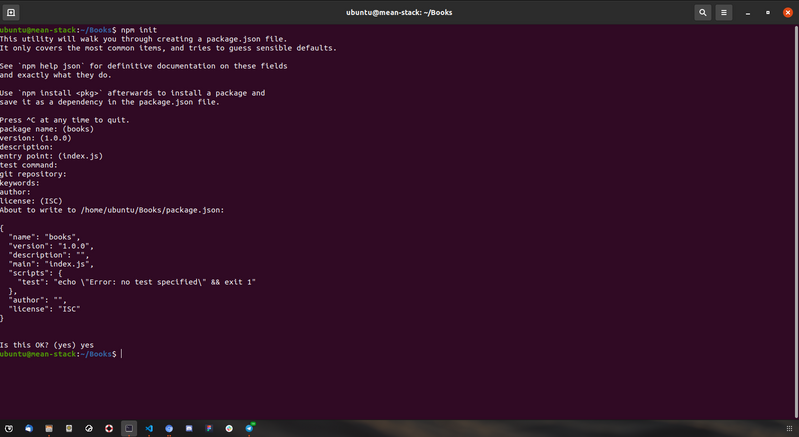 ubuntu@mean-stack: ~/Books
ubuntu@mean-stack:~/Books$ npm init
This utility will walk you through creating a package.json file.
It only covers the most common items, and tries to guess sensible defaults.
See `npm help json` for definitive documentation on these fields
and exactly what they do.
Use `npm install <pkg>` afterwards to install a package and
save it as a dependency in the package.json file.
Press ^C at any time to quit.
package name: (books)
version: (1.0.0)
description:
entry point: (index.js)
test command:
git repository:
keywords:
author:
license: (ISC)
About to write to /home/ubuntu/Books/package.json:
{
  "name": "books",
  "version": "1.0.0",
  "description": "",
  "main": "index.js",
  "scripts": {
    "test": "echo \"Error: no test specified\" && exit 1"
  },
  "author": "",
  "license": "ISC"
}
Is this OK? (yes) yes
ubuntu@mean-stack:~/Books$